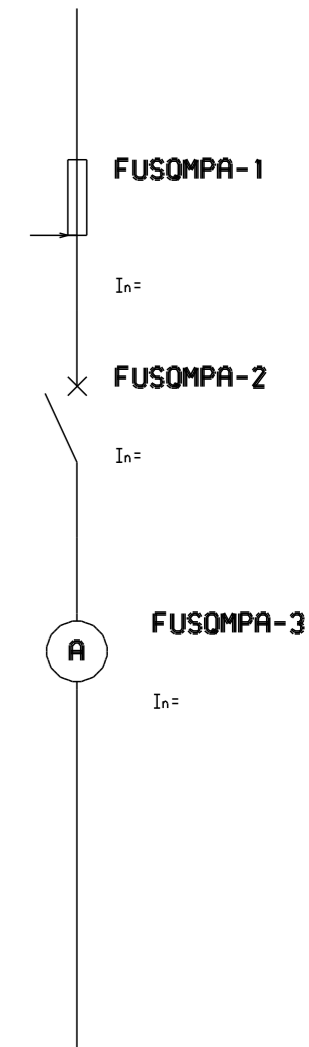 FUSOMPA-1
In=
FUSOMPA-2
In=
FUSOMPA-3
A
In=